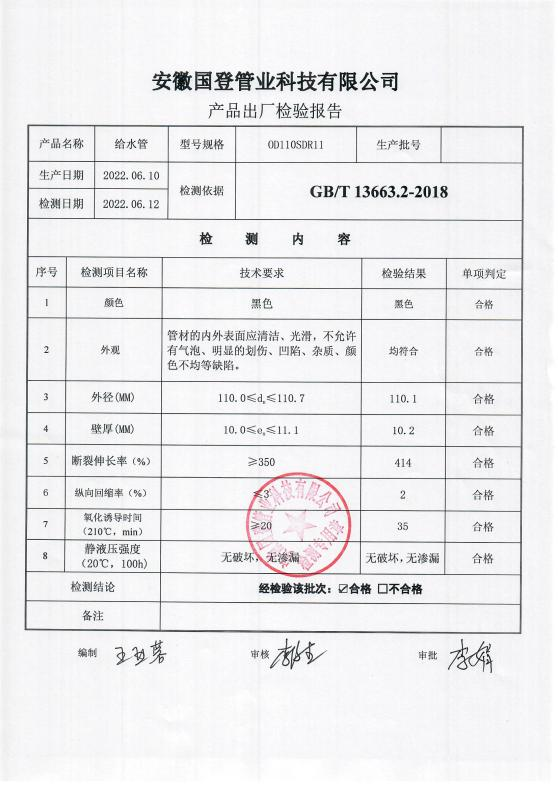 安徽国登管业科技有限公司
产品出厂检验报告
产品名称 给水管 型号规格 OD110SDR11 生产批号
生产日期 2022.06.10 检测依据 GB/T 13663.2-2018
检测日期 2022.06.12
检 测 内 容
序号 检测项目名称 技术要求 检验结果 单项判定
1 颜色 黑色 黑色 合格
2 外观 管材的内外表面应清洁、光滑，不允许 均符合 合格
有气泡、明显的划伤、凹陷、杂质、颜
色不均等缺陷。
3 外径(MM) 110.0≤dₙ≤110.7 110.1 合格
4 壁厚(MM) 10.0≤eₙ≤11.1 10.2 合格
5 断裂伸长率（%） ≥350 414 合格
6 纵向回缩率（%） ≤3 2 合格
7 氧化诱导时间 ≥20 35 合格
（210℃，min）
8 静液压强度 无破坏，无渗漏 无破坏，无渗漏 合格
（20℃，100h）
检测结论 经检验该批次：☑合格 □不合格
备注
编制 审核 审批